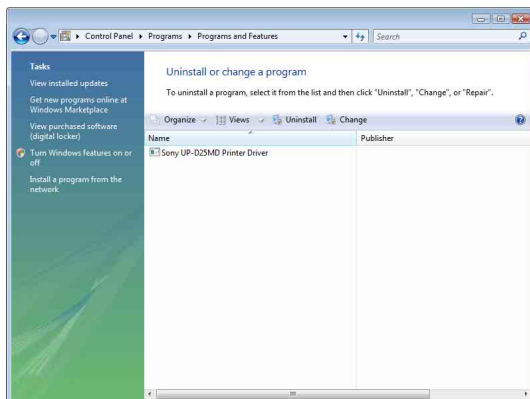 Control Panel ▸ Programs ▸ Programs and Features
Search
Tasks
View installed updates
Get new programs online at
Windows Marketplace
View purchased software
(digital locker)
Turn Windows features on or
off
Install a program from the
network
Uninstall or change a program
To uninstall a program, select it from the list and then click "Uninstall", "Change", or "Repair".
Organize Views Uninstall Change
Name Publisher
Sony UP-D25MD Printer Driver